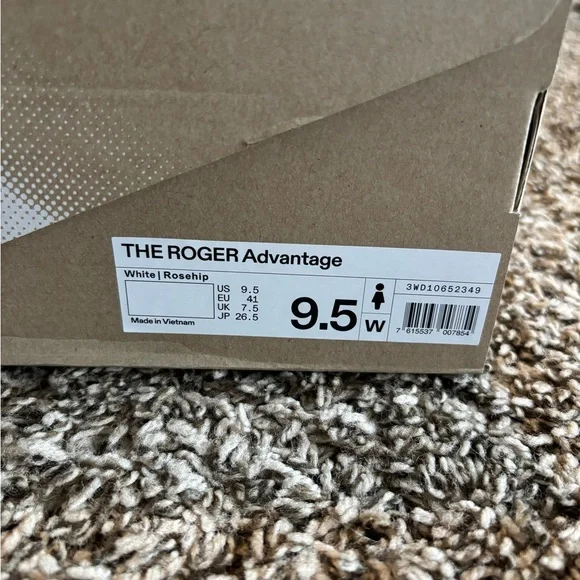 THE ROGER Advantage
White | Rosehip
US 9.5
EU 41
UK 7.5
JP 26.5
Made in Vietnam
9.5
W
3WD10652349
7 615537 007854